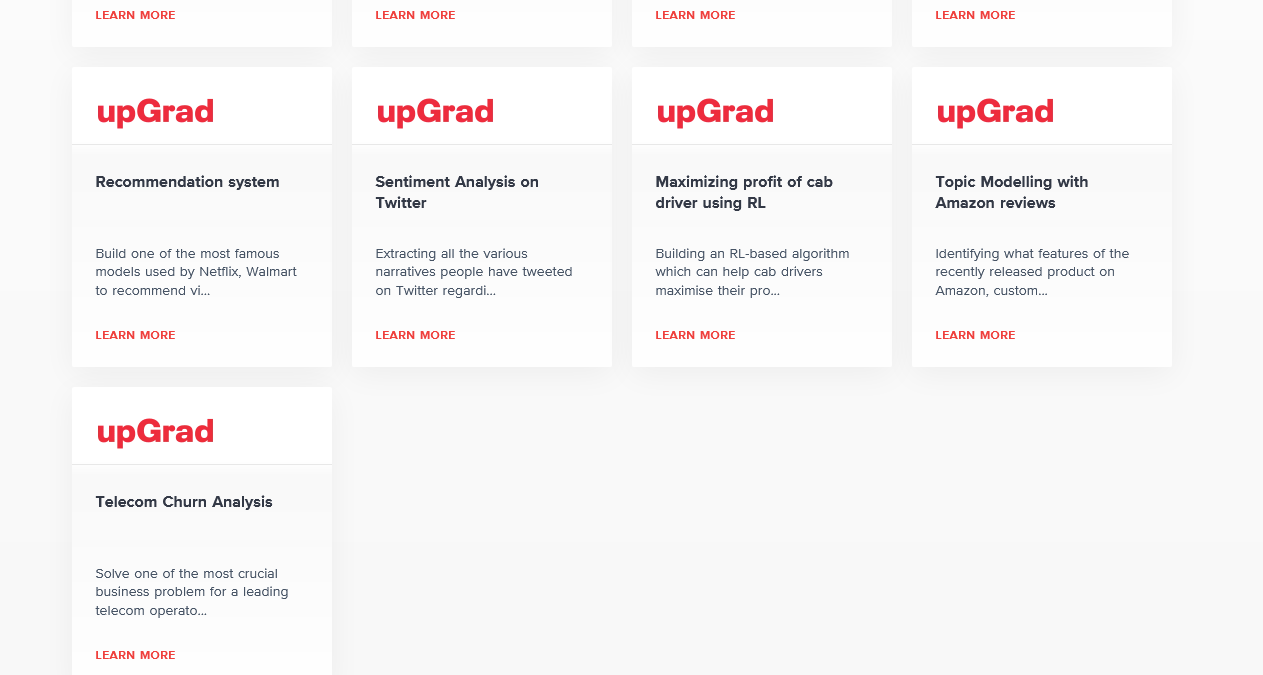 LEARN MORE
LEARN MORE
LEARN MORE
LEARN MORE
upGrad
Recommendation system
Build one of the most famous
models used by Netflix, Walmart
to recommend vi...
LEARN MORE
upGrad
Sentiment Analysis on
Twitter
Extracting all the various
narratives people have tweeted
on Twitter regardi...
LEARN MORE
upGrad
Maximizing profit of cab
driver using RL
Building an RL-based algorithm
which can help cab drivers
maximise their pro...
LEARN MORE
upGrad
Topic Modelling with
Amazon reviews
Identifying what features of the
recently released product on
Amazon, custom...
LEARN MORE
upGrad
Telecom Churn Analysis
Solve one of the most crucial
business problem for a leading
telecom operato...
LEARN MORE